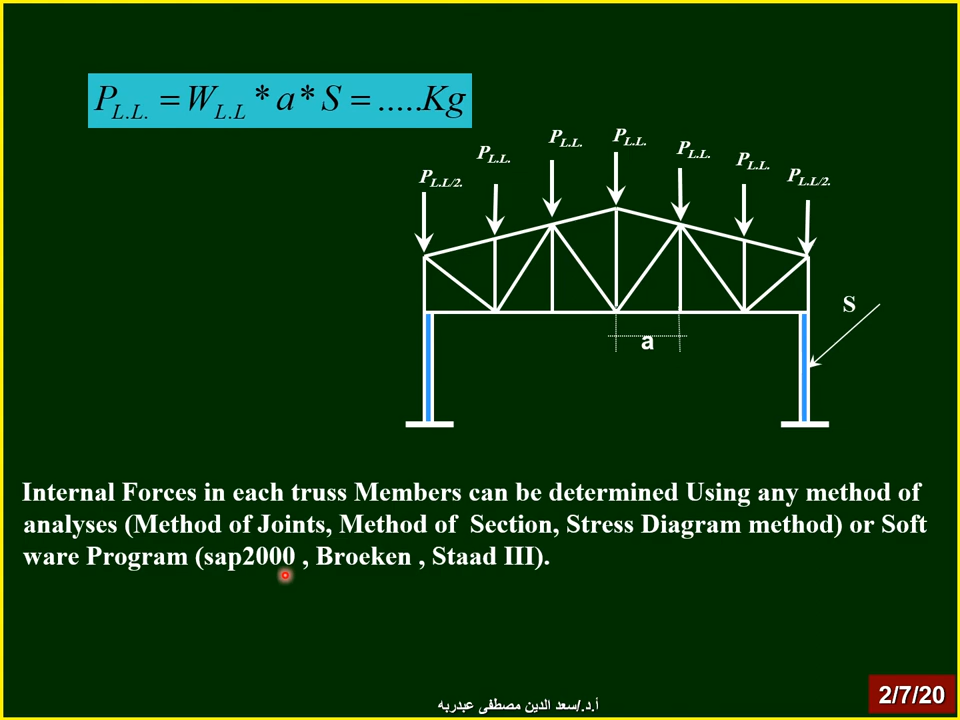 P_L.L. = W_L.L * a * S = .....Kg
P_L.L/2.
P_L.L.
P_L.L.
P_L.L.
P_L.L.
P_L.L.
P_L.L/2.
S
a
Internal Forces in each truss Members can be determined Using any method of
analyses (Method of Joints, Method of Section, Stress Diagram method) or Soft
ware Program (sap2000 , Broeken , Staad III).
أ.د./سعد الدين مصطفى عبدربه
2/7/20